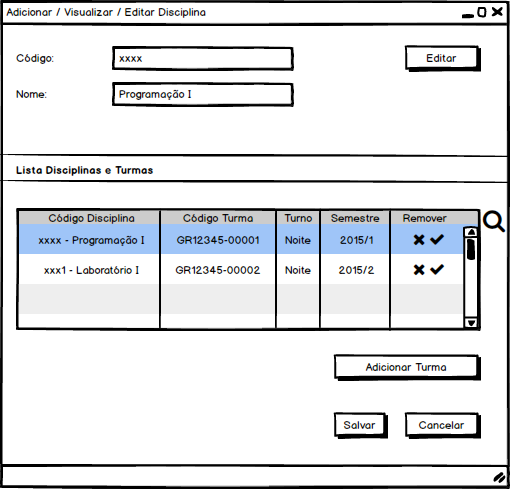 Adicionar / Visualizar / Editar Disciplina
Código: xxxx Editar
Nome: Programação I
Lista Disciplinas e Turmas
Código Disciplina Código Turma Turno Semestre Remover
xxxx - Programação I GR12345-00001 Noite 2015/1
xxx1 - Laboratório I GR12345-00002 Noite 2015/2
Adicionar Turma
Salvar Cancelar